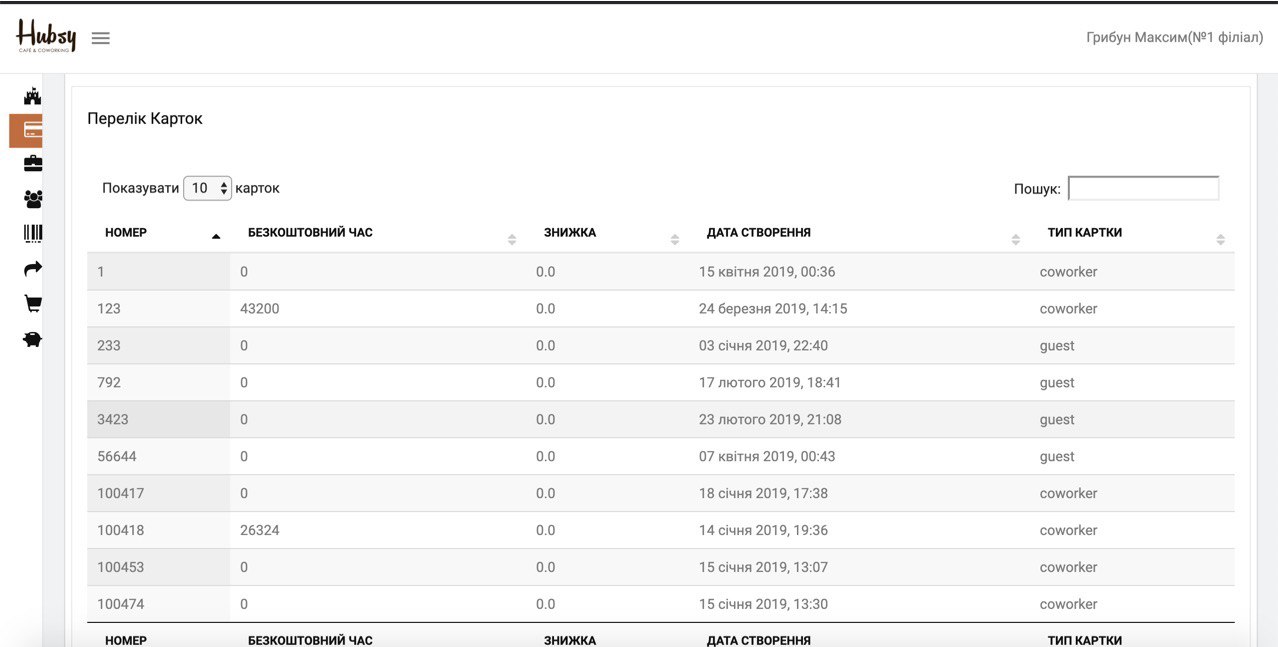 Hubsy
CAFÉ & COWORKING
Грибун Максим(№1 філіал)
Перелік Карток
Показувати 10 карток
Пошук:
НОМЕР БЕЗКОШТОВНИЙ ЧАС ЗНИЖКА ДАТА СТВОРЕННЯ ТИП КАРТКИ
1 0 0.0 15 квітня 2019, 00:36 coworker
123 43200 0.0 24 березня 2019, 14:15 coworker
233 0 0.0 03 січня 2019, 22:40 guest
792 0 0.0 17 лютого 2019, 18:41 guest
3423 0 0.0 23 лютого 2019, 21:08 guest
56644 0 0.0 07 квітня 2019, 00:43 guest
100417 0 0.0 18 січня 2019, 17:38 coworker
100418 26324 0.0 14 січня 2019, 19:36 coworker
100453 0 0.0 15 січня 2019, 13:07 coworker
100474 0 0.0 15 січня 2019, 13:30 coworker
НОМЕР БЕЗКОШТОВНИЙ ЧАС ЗНИЖКА ДАТА СТВОРЕННЯ ТИП КАРТКИ